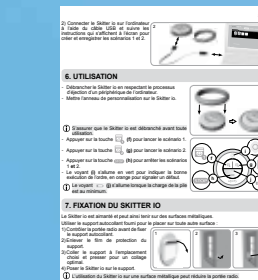 2) Connecter le Skitter io sur l'ordinateur
à l'aide du câble USB et suivre les
instructions qui s'affichent à l'écran pour
créer et enregistrer les scénarios 1 et 2.
6. UTILISATION
- Débrancher le Skitter io en respectant le processus
d'éjection d'un périphérique de l'ordinateur.
- Mettre l'anneau de personnalisation sur le Skitter io.
S'assurer que le Skitter io est débranché avant toute
utilisation.
- Appuyer sur la touche (f) pour lancer le scénario 1.
- Appuyer sur la touche (g) pour lancer le scénario 2.
- Appuyer sur la touche (h) pour arrêter les scénarios
1 et 2.
- Le voyant (i) s'allume en vert pour indiquer la bonne
exécution de l'ordre, en orange pour signaler un défaut.
Le voyant (j) s'allume lorsque la charge de la pile
est au minimum.
7. FIXATION DU SKITTER IO
Le Skitter io est aimanté et peut ainsi tenir sur des surfaces métalliques.
Utiliser le support autocollant fourni pour le placer sur toute autre surface :
1) Contrôler la portée radio avant de fixer
le support autocollant.
2) Enlever le film de protection du
support.
3) Coller le support à l'emplacement
choisi et presser pour un collage
optimal.
4) Poser le Skitter io sur le support.
1 2 3
L'utilisation du Skitter io sur une surface métallique peut réduire la portée radio.